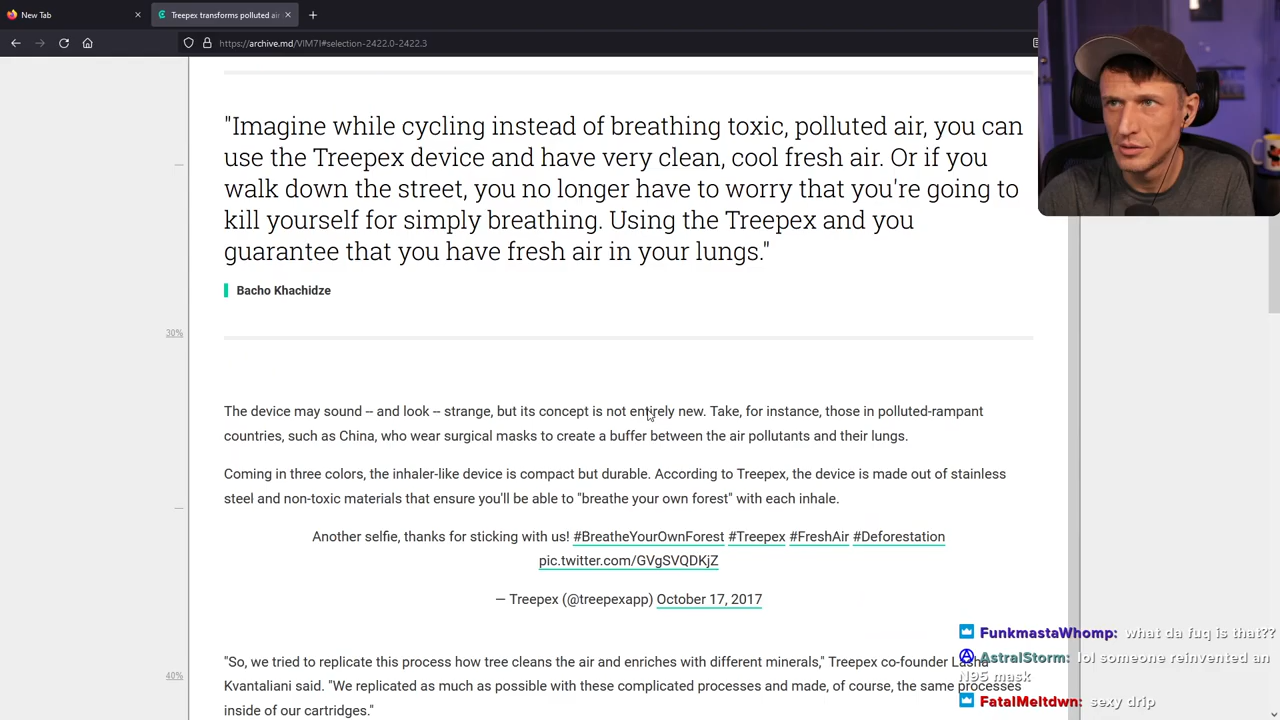 New Tab
Treepex transforms polluted air
https://archive.md/VIM7I#selection-2422.0-2422.3
"Imagine while cycling instead of breathing toxic, polluted air, you can
use the Treepex device and have very clean, cool fresh air. Or if you
walk down the street, you no longer have to worry that you're going to
kill yourself for simply breathing. Using the Treepex and you
guarantee that you have fresh air in your lungs."
Bacho Khachidze
30%
The device may sound -- and look -- strange, but its concept is not entirely new. Take, for instance, those in polluted-rampant
countries, such as China, who wear surgical masks to create a buffer between the air pollutants and their lungs.
Coming in three colors, the inhaler-like device is compact but durable. According to Treepex, the device is made out of stainless
steel and non-toxic materials that ensure you'll be able to "breathe your own forest" with each inhale.
Another selfie, thanks for sticking with us! #BreatheYourOwnForest #Treepex #FreshAir #Deforestation
pic.twitter.com/GVgSVQDKjZ
— Treepex (@treepexapp) October 17, 2017
"So, we tried to replicate this process how tree cleans the air and enriches with different minerals," Treepex co-founder Lasha
40%
Kvantaliani said. "We replicated as much as possible with these complicated processes and made, of course, the same processes
inside of our cartridges."
FunkmastaWhomp: what da fuq is that??
AstralStorm: lol someone reinvented an
N95 mask
FatalMeltdwn: sexy drip